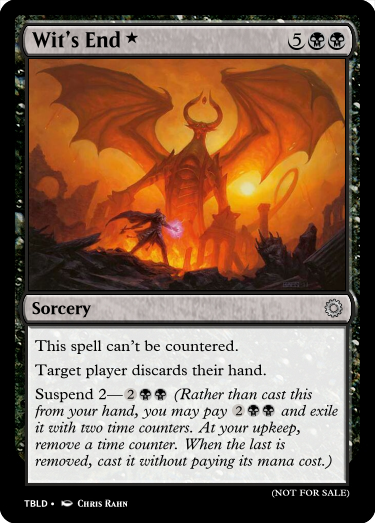 Wit's End ★ 5
Sorcery
This spell can't be countered.
Target player discards their hand.
Suspend 2—2 (Rather than cast this
from your hand, you may pay 2 and exile
it with two time counters. At your upkeep,
remove a time counter. When the last is
removed, cast it without paying its mana cost.)
(NOT FOR SALE)
TBLD • Chris Rahn